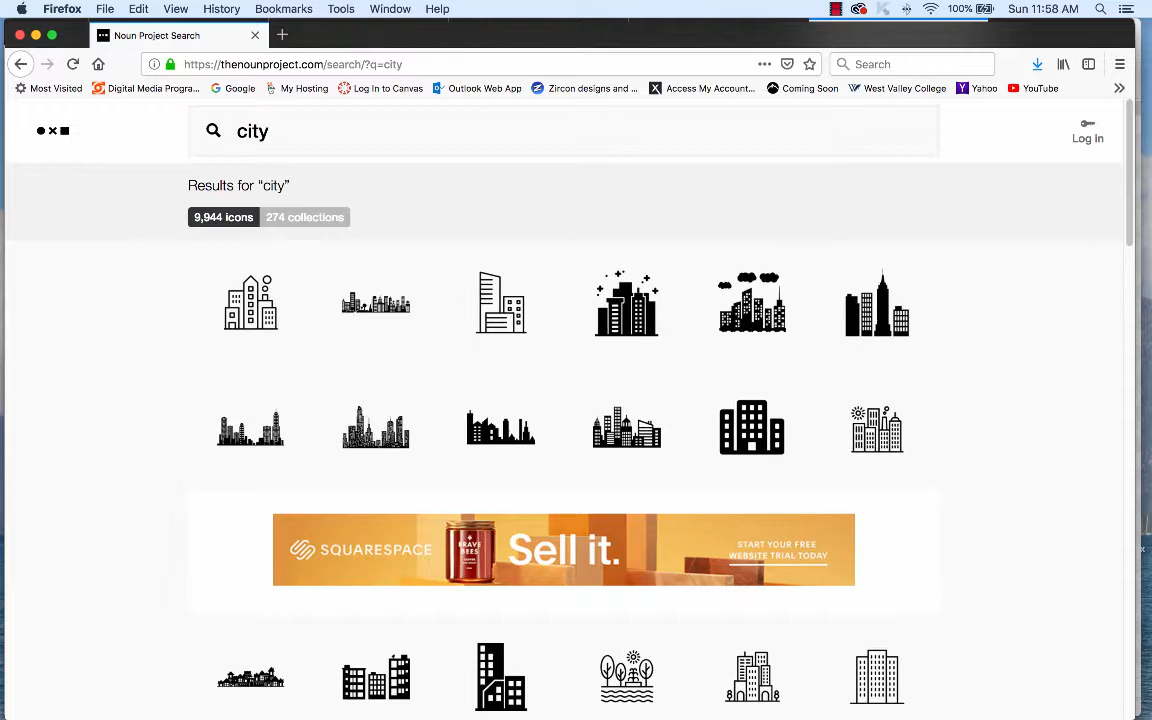 Firefox File Edit View History Bookmarks Tools Window Help 100% Sun 11:58 AM
Noun Project Search
https://thenounproject.com/search/?q=city Search
Most Visited Digital Media Progra... Google My Hosting Log In to Canvas Outlook Web App Zircon designs and ... Access My Account... Coming Soon West Valley College Yahoo YouTube
city
Log in
Results for “city”
9,944 icons 274 collections
SQUARESPACE
BRAVE
BEES
Sell it.
START YOUR FREE
WEBSITE TRIAL TODAY